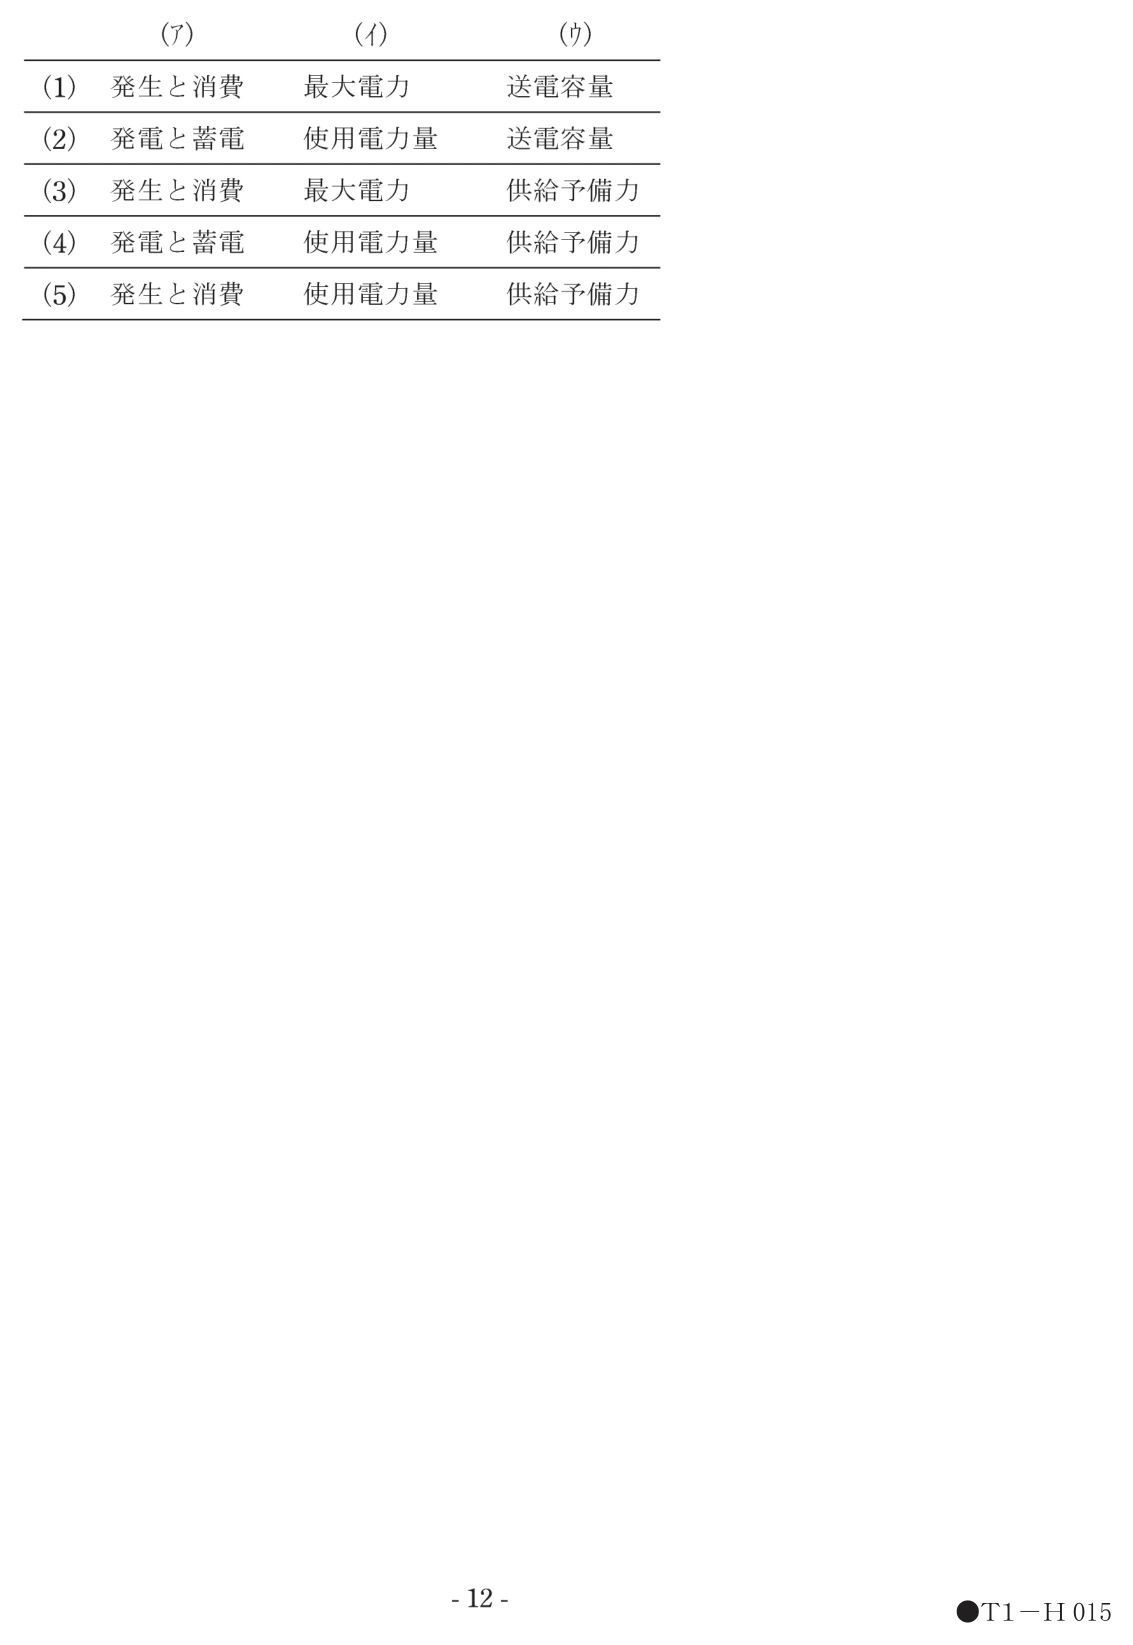 (ア) (イ) (ウ)
(1) 発生と消費 最大電力 送電容量
(2) 発電と蓄電 使用電力量 送電容量
(3) 発生と消費 最大電力 供給予備力
(4) 発電と蓄電 使用電力量 供給予備力
(5) 発生と消費 使用電力量 供給予備力
- 12 -
●T1－H 015